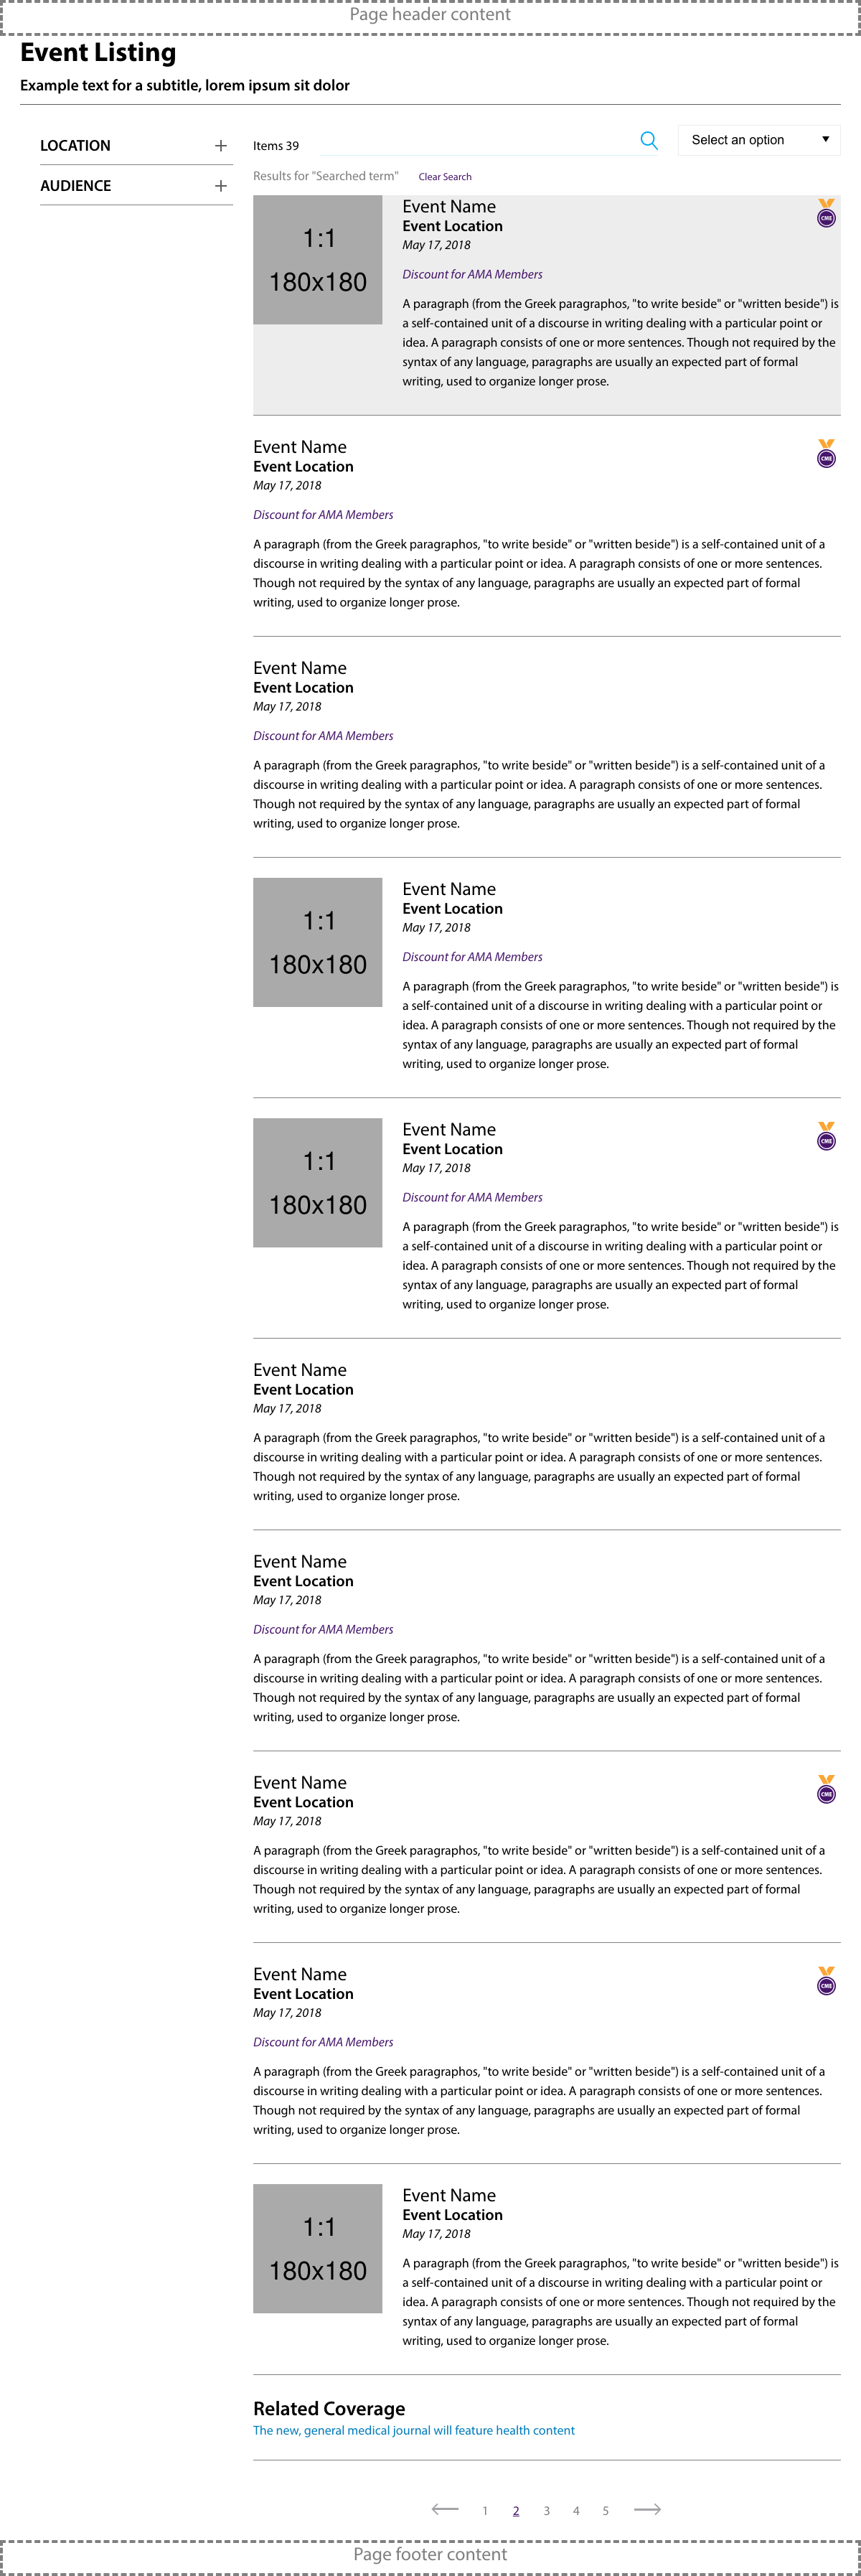 Page header content
Event Listing
Example text for a subtitle, lorem ipsum sit dolor
LOCATION
AUDIENCE
Items 39
Select an option
Results for "Searched term" Clear Search
1:1
180x180
Event Name
CME
Event Location
May 17, 2018
Discount for AMA Members
A paragraph (from the Greek paragraphos, "to write beside" or "written beside") is
a self-contained unit of a discourse in writing dealing with a particular point or
idea. A paragraph consists of one or more sentences. Though not required by the
syntax of any language, paragraphs are usually an expected part of formal
writing, used to organize longer prose.
Event Name
CME
Event Location
May 17, 2018
Discount for AMA Members
A paragraph (from the Greek paragraphos, "to write beside" or "written beside") is a self-contained unit of a
discourse in writing dealing with a particular point or idea. A paragraph consists of one or more sentences.
Though not required by the syntax of any language, paragraphs are usually an expected part of formal
writing, used to organize longer prose.
Event Name
Event Location
May 17, 2018
Discount for AMA Members
A paragraph (from the Greek paragraphos, "to write beside" or "written beside") is a self-contained unit of a
discourse in writing dealing with a particular point or idea. A paragraph consists of one or more sentences.
Though not required by the syntax of any language, paragraphs are usually an expected part of formal
writing, used to organize longer prose.
1:1
180x180
Event Name
Event Location
May 17, 2018
Discount for AMA Members
A paragraph (from the Greek paragraphos, "to write beside" or "written beside") is
a self-contained unit of a discourse in writing dealing with a particular point or
idea. A paragraph consists of one or more sentences. Though not required by the
syntax of any language, paragraphs are usually an expected part of formal
writing, used to organize longer prose.
1:1
180x180
Event Name
CME
Event Location
May 17, 2018
Discount for AMA Members
A paragraph (from the Greek paragraphos, "to write beside" or "written beside") is
a self-contained unit of a discourse in writing dealing with a particular point or
idea. A paragraph consists of one or more sentences. Though not required by the
syntax of any language, paragraphs are usually an expected part of formal
writing, used to organize longer prose.
Event Name
Event Location
May 17, 2018
A paragraph (from the Greek paragraphos, "to write beside" or "written beside") is a self-contained unit of a
discourse in writing dealing with a particular point or idea. A paragraph consists of one or more sentences.
Though not required by the syntax of any language, paragraphs are usually an expected part of formal
writing, used to organize longer prose.
Event Name
Event Location
May 17, 2018
Discount for AMA Members
A paragraph (from the Greek paragraphos, "to write beside" or "written beside") is a self-contained unit of a
discourse in writing dealing with a particular point or idea. A paragraph consists of one or more sentences.
Though not required by the syntax of any language, paragraphs are usually an expected part of formal
writing, used to organize longer prose.
Event Name
CME
Event Location
May 17, 2018
A paragraph (from the Greek paragraphos, "to write beside" or "written beside") is a self-contained unit of a
discourse in writing dealing with a particular point or idea. A paragraph consists of one or more sentences.
Though not required by the syntax of any language, paragraphs are usually an expected part of formal
writing, used to organize longer prose.
Event Name
CME
Event Location
May 17, 2018
Discount for AMA Members
A paragraph (from the Greek paragraphos, "to write beside" or "written beside") is a self-contained unit of a
discourse in writing dealing with a particular point or idea. A paragraph consists of one or more sentences.
Though not required by the syntax of any language, paragraphs are usually an expected part of formal
writing, used to organize longer prose.
1:1
180x180
Event Name
Event Location
May 17, 2018
A paragraph (from the Greek paragraphos, "to write beside" or "written beside") is
a self-contained unit of a discourse in writing dealing with a particular point or
idea. A paragraph consists of one or more sentences. Though not required by the
syntax of any language, paragraphs are usually an expected part of formal
writing, used to organize longer prose.
Related Coverage
The new, general medical journal will feature health content
1 2 3 4 5
Page footer content